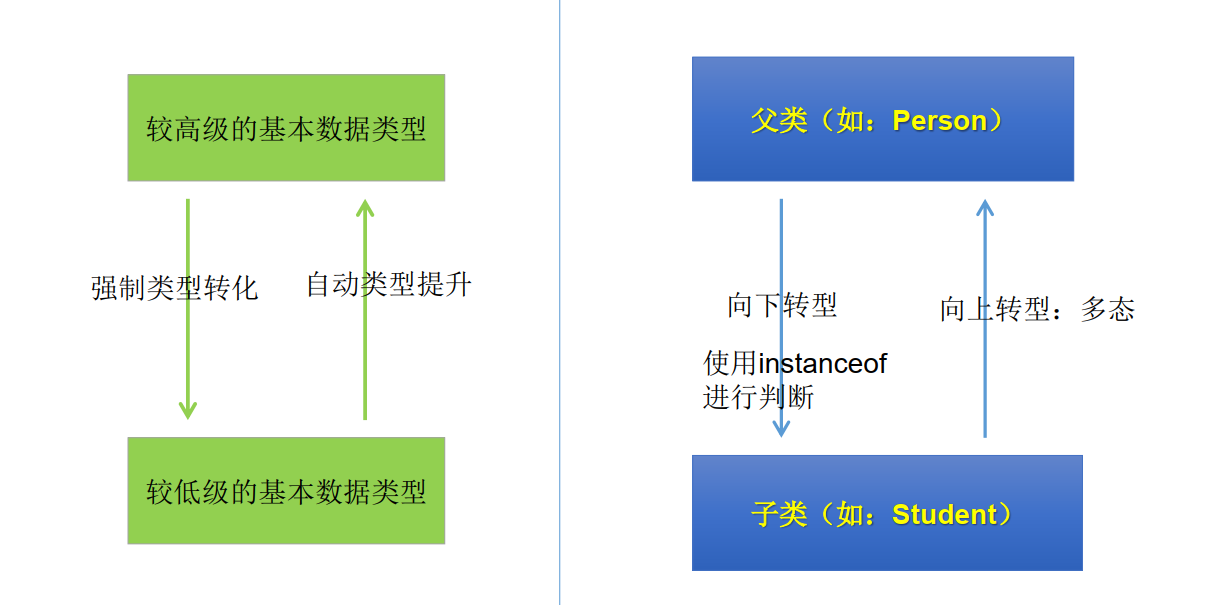 较高级的基本数据类型
强制类型转化
自动类型提升
较低级的基本数据类型
父类（如：Person）
向下转型
使用instanceof
进行判断
向上转型：多态
子类（如：Student）